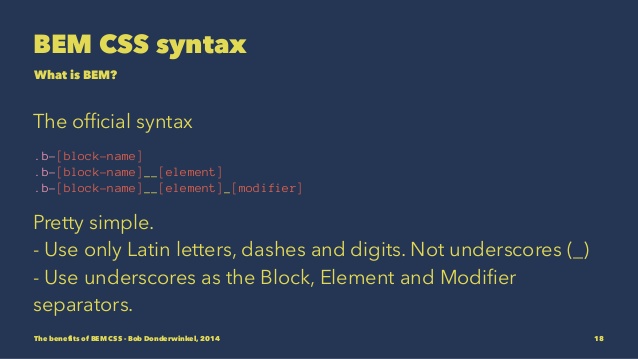 BEM CSS syntax
What is BEM?
The official syntax
.b-[block-name]
.b-[block-name]__[element]
.b-[block-name]__[element]_[modifier]
Pretty simple.
- Use only Latin letters, dashes and digits. Not underscores (_)
- Use underscores as the Block, Element and Modifier
separators.
The benefits of BEM CSS - Bob Donderwinkel, 2014
18